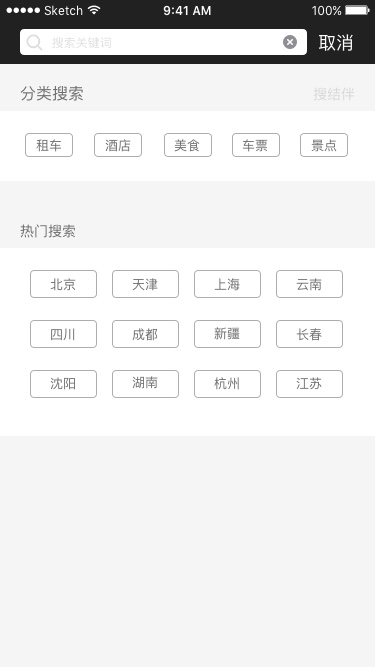 Sketch 9:41 AM 100%
搜索关键词 取消
分类搜索 搜结伴
租车 酒店 美食 车票 景点
热门搜索
北京 天津 上海 云南
四川 成都 新疆 长春
沈阳 湖南 杭州 江苏